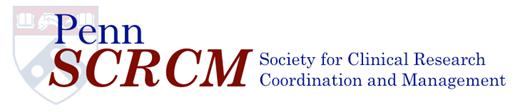 Penn
SCRCM
Society for Clinical Research
Coordination and Management